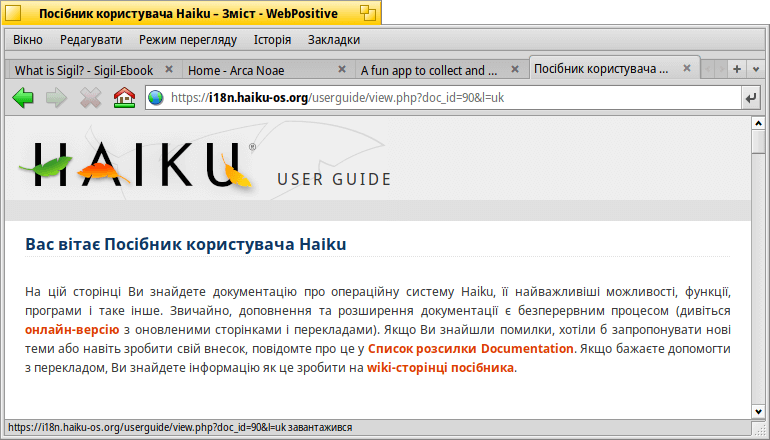 Посібник користувача Haiku – Зміст - WebPositive
Вікно Редагувати Режим перегляду Історія Закладки
What is Sigil? - Sigil-Ebook Home - Arca Noae A fun app to collect and ... Посібник користувача ...
https://i18n.haiku-os.org/userguide/view.php?doc_id=90&l=uk
HAIKU® USER GUIDE
Вас вітає Посібник користувача Haiku
На цій сторінці Ви знайдете документацію про операційну систему Haiku, її найважливіші можливості, функції,
програми і таке інше. Звичайно, доповнення та розширення документації є безперервним процесом (дивіться
онлайн-версію з оновленими сторінками і перекладами). Якщо Ви знайшли помилки, хотіли б запропонувати нові
теми або навіть зробити свій внесок, повідомте про це у Список розсилки Documentation. Якщо бажаєте допомогти
з перекладом, Ви знайдете інформацію як це зробити на wiki-сторінці посібника.
https://i18n.haiku-os.org/userguide/view.php?doc_id=90&l=uk завантажився